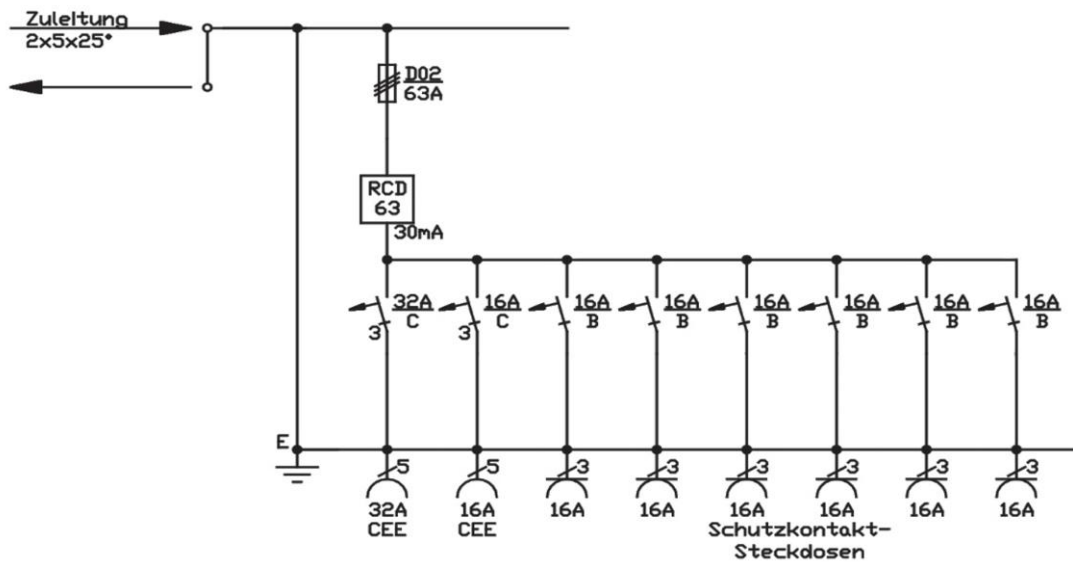 Zuleitung
2x5x25°
D02
63A
RCD
63
30mA
32A 16A 16A 16A 16A 16A 16A 16A
C C B B B B B B
3 3
E
5 5 3 3 3 3 3 3
32A 16A 16A 16A 16A 16A 16A 16A
CEE CEE
Schutzkontakt-
Steckdosen